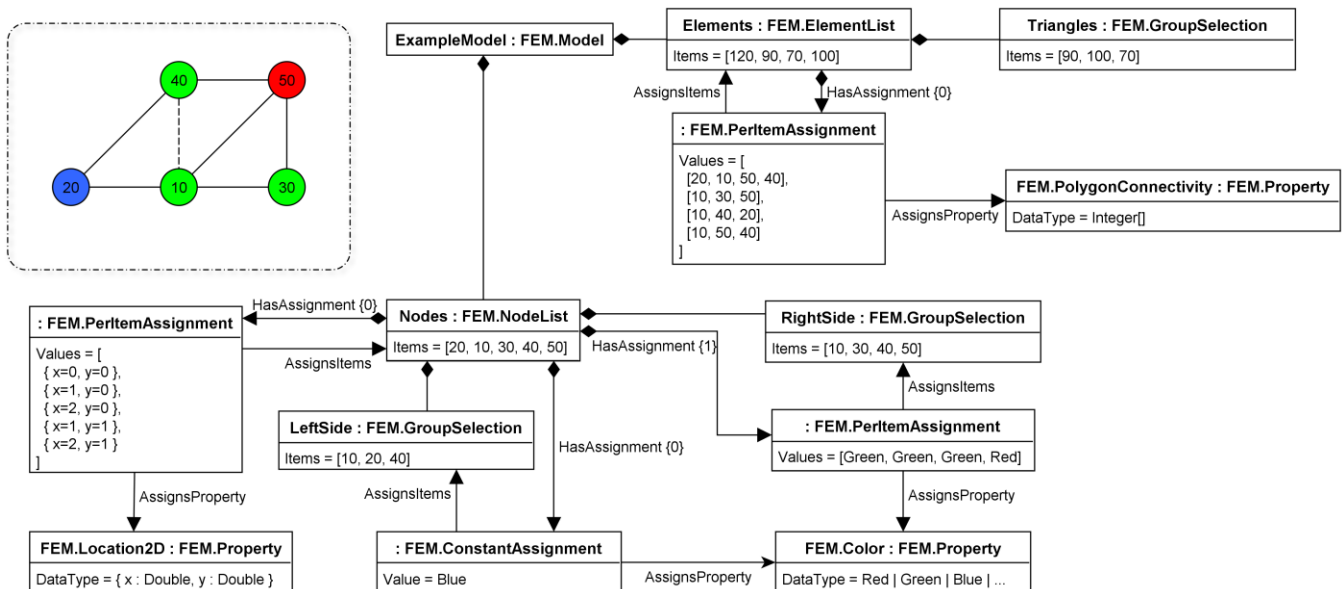 40
50
20
10
30
ExampleModel : FEM.Model
Elements : FEM.ElementList
Items = [120, 90, 70, 100]
Triangles : FEM.GroupSelection
Items = [90, 100, 70]
AssignsItems
HasAssignment {0}
: FEM.PerItemAssignment
Values = [
[20, 10, 50, 40],
[10, 30, 50],
[10, 40, 20],
[10, 50, 40]
]
AssignsProperty
FEM.PolygonConnectivity : FEM.Property
DataType = Integer[]
HasAssignment {0}
: FEM.PerItemAssignment
Values = [
{ x=0, y=0 },
{ x=1, y=0 },
{ x=2, y=0 },
{ x=1, y=1 },
{ x=2, y=1 }
]
AssignsItems
Nodes : FEM.NodeList
Items = [20, 10, 30, 40, 50]
HasAssignment {1}
RightSide : FEM.GroupSelection
Items = [10, 30, 40, 50]
AssignsItems
LeftSide : FEM.GroupSelection
Items = [10, 20, 40]
HasAssignment {0}
: FEM.PerItemAssignment
Values = [Green, Green, Green, Red]
AssignsProperty
AssignsItems
AssignsProperty
FEM.Location2D : FEM.Property
DataType = { x : Double, y : Double }
: FEM.ConstantAssignment
Value = Blue
AssignsProperty
FEM.Color : FEM.Property
DataType = Red | Green | Blue | ...